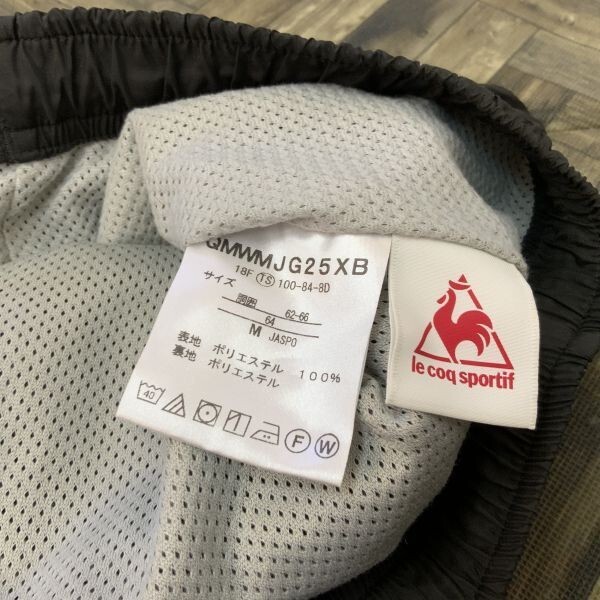 QMWMJG25XB
18F TS 100-84-8D
サイズ
胴囲 62-66
64
M JASPO
表地 ポリエステル
裏地 ポリエステル 100%
40
F W
le coq sportif